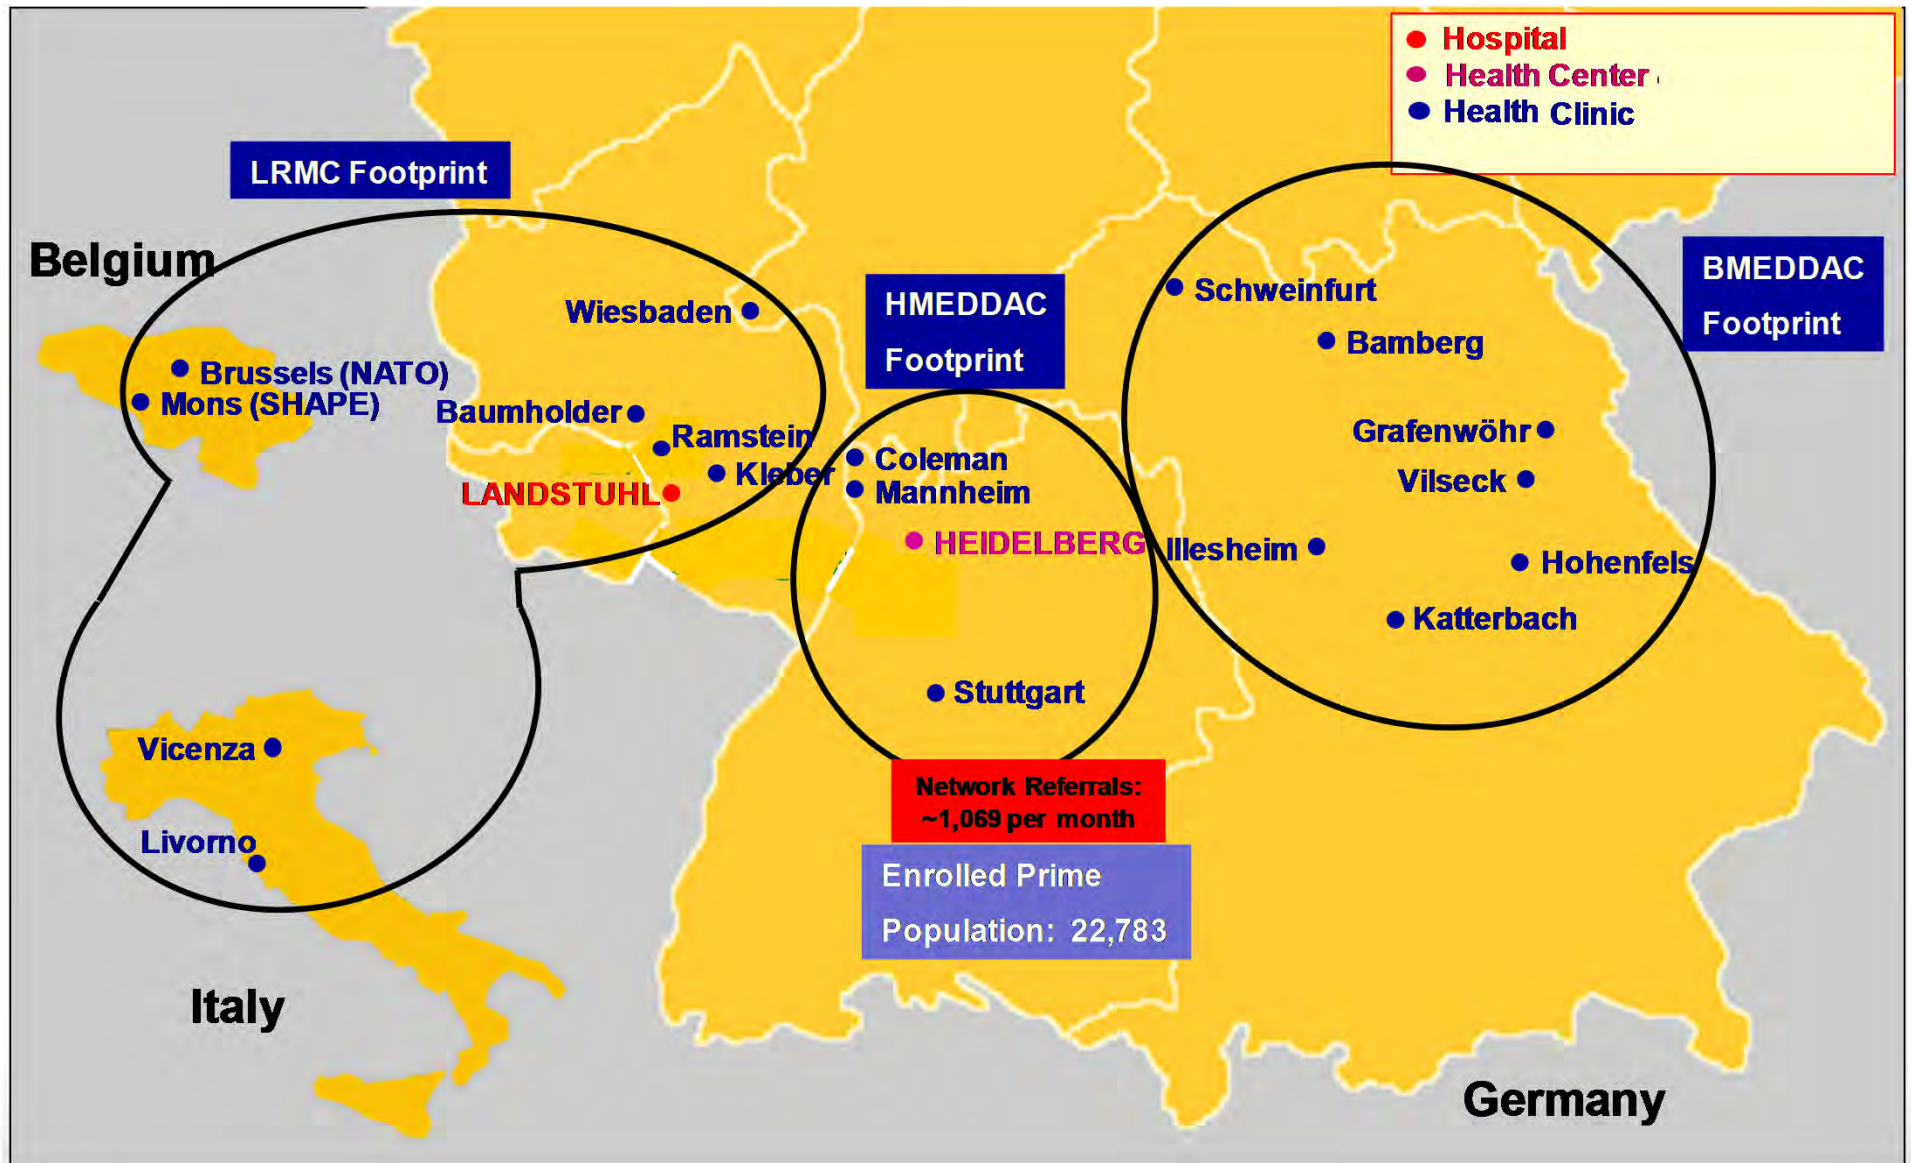 Hospital
Health Center
Health Clinic
LRMC Footprint
Belgium
BMEDDAC
Footprint
HMEDDAC
Footprint
Wiesbaden
Schweinfurt
Bamberg
Brussels (NATO)
Mons (SHAPE)
Baumholder
Ramstein
Kleber
LANDSTUHL
Coleman
Mannheim
HEIDELBERG
Grafenwöhr
Vilseck
Illesheim
Hohenfels
Katterbach
Stuttgart
Vicenza
Livorno
Network Referrals:
~1,069 per month
Enrolled Prime
Population: 22,783
Italy
Germany